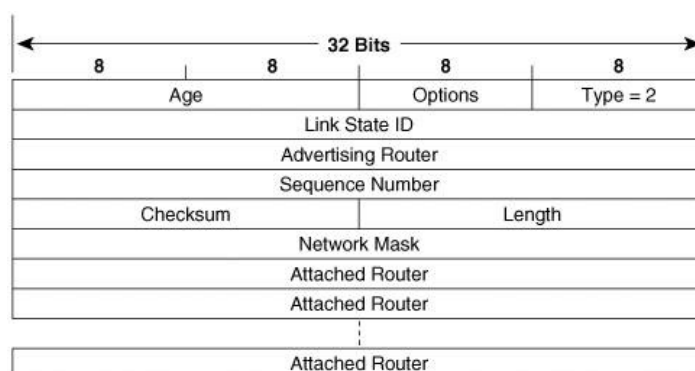 32 Bits
8 8 8 8
Age Options Type = 2
Link State ID
Advertising Router
Sequence Number
Checksum Length
Network Mask
Attached Router
Attached Router
Attached Router